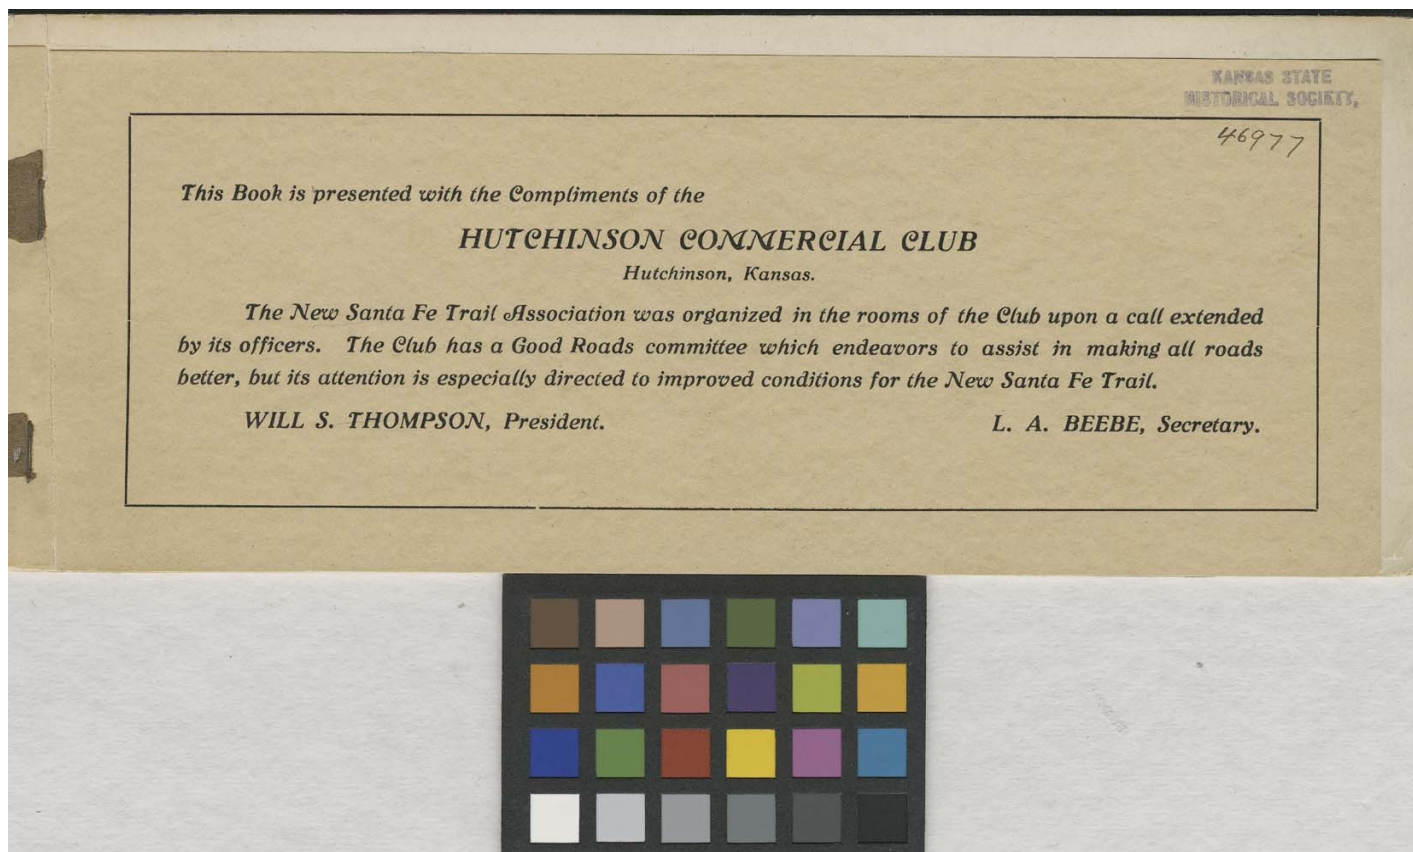 KANSAS STATE
HISTORICAL SOCIETY,
46977
This Book is presented with the Compliments of the
HUTCHINSON COMMERCIAL CLUB
Hutchinson, Kansas.
The New Santa Fe Trail Association was organized in the rooms of the Club upon a call extended
by its officers. The Club has a Good Roads committee which endeavors to assist in making all roads
better, but its attention is especially directed to improved conditions for the New Santa Fe Trail.
WILL S. THOMPSON, President. L. A. BEEBE, Secretary.